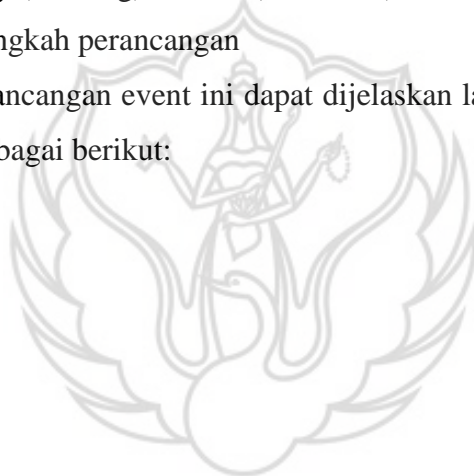 ngkah perancangan
ancangan event ini dapat dijelaskan la
bagai berikut: